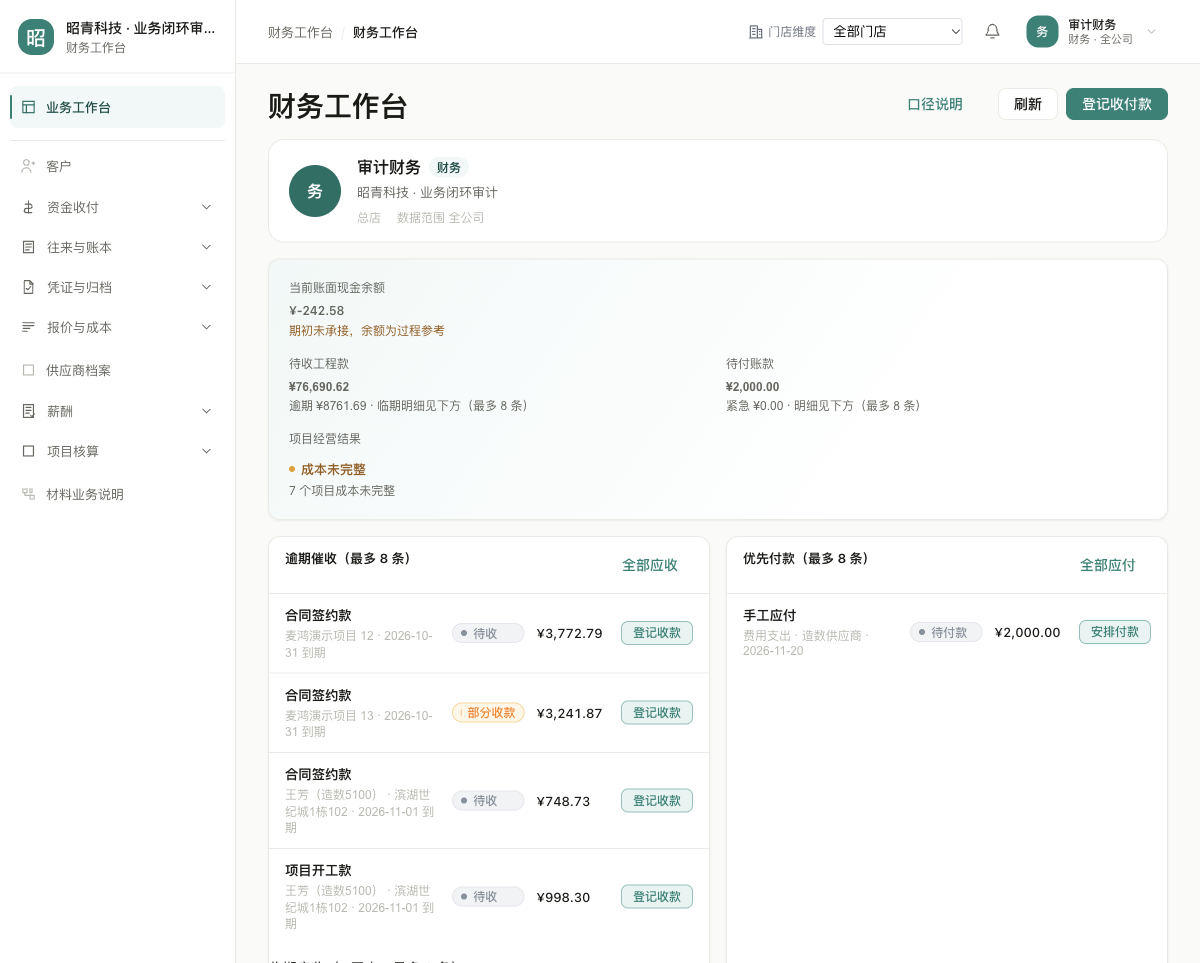 昭
昭青科技 · 业务闭环审...
财务工作台
业务工作台
客户
资金收付
往来与账本
凭证与归档
报价与成本
供应商档案
薪酬
项目核算
材料业务说明
财务工作台 / 财务工作台
门店维度
全部门店
务
审计财务
财务 · 全公司
财务工作台
口径说明
刷新
登记收付款
务
审计财务 财务
昭青科技 · 业务闭环审计
总店 数据范围 全公司
当前账面现金余额
¥-242.58
期初未承接，余额为过程参考
待收工程款
¥76,690.62
逾期 ¥8761.69 · 临期明细见下方（最多 8 条）
待付账款
¥2,000.00
紧急 ¥0.00 · 明细见下方（最多 8 条）
项目经营结果
成本未完整
7 个项目成本未完整
逾期催收（最多 8 条）
全部应收
合同签约款
麦鸿演示项目 12 · 2026-10-
31 到期
待收
¥3,772.79
登记收款
合同签约款
麦鸿演示项目 13 · 2026-10-
31 到期
部分收款
¥3,241.87
登记收款
合同签约款
王芳（造数5100） · 滨湖世
纪城1栋102 · 2026-11-01 到
期
待收
¥748.73
登记收款
项目开工款
王芳（造数5100） · 滨湖世
纪城1栋102 · 2026-11-01 到
期
待收
¥998.30
登记收款
优先付款（最多 8 条）
全部应付
手工应付
费用支出 · 造数供应商 ·
2026-11-20
待付款
¥2,000.00
安排付款